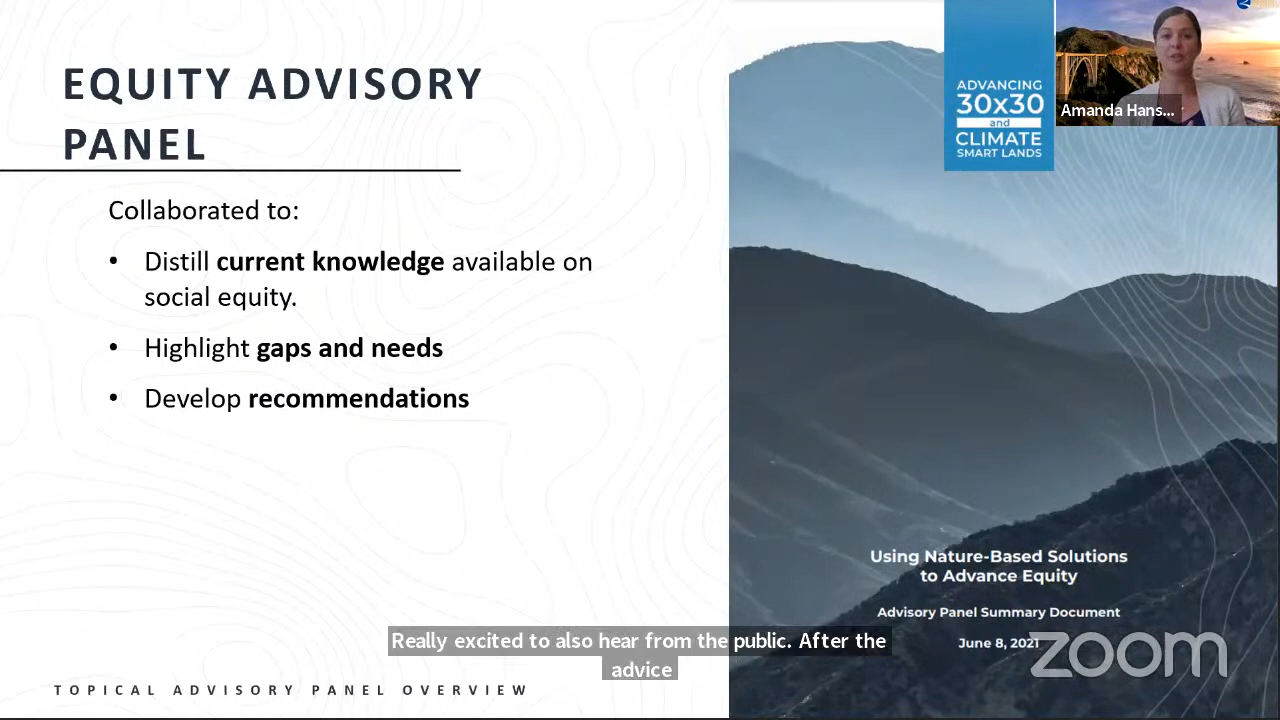 EQUITY ADVISORY
PANEL
Collaborated to:
• Distill current knowledge available on
social equity.
• Highlight gaps and needs
• Develop recommendations
TOPICAL ADVISORY PANEL OVERVIEW
ADVANCING
30x30
and
CLIMATE
SMART LANDS
Amanda Hans...
Using Nature-Based Solutions
to Advance Equity
Advisory Panel Summary Document
June 8, 2021
zoom
Really excited to also hear from the public. After the
advice